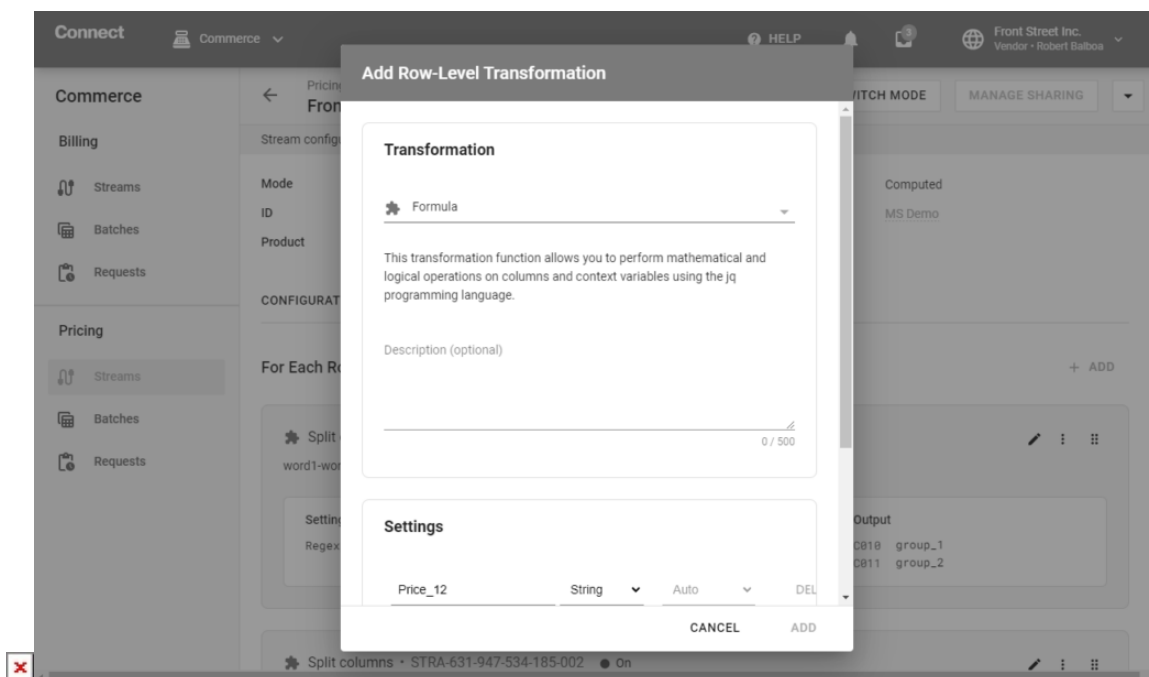 Connect
Commerce
HELP
3
Front Street Inc.
Vendor - Robert Balboa
Commerce
Billing
Streams
Batches
Requests
Pricing
Streams
Batches
Requests
Pricing
Fron
ITCH MODE
MANAGE SHARING
Stream config
Mode
Computed
ID
MS Demo
Product
CONFIGURAT
For Each Ro
+ ADD
Split
word1-wor
Setting
Regex
Output
C010 group_1
C011 group_2
Split columns • STRA-631-947-534-185-002 ● On
Add Row-Level Transformation
Transformation
Formula
This transformation function allows you to perform mathematical and
logical operations on columns and context variables using the jq
programming language.
Description (optional)
0 / 500
Settings
Price_12 String Auto DEL
CANCEL ADD